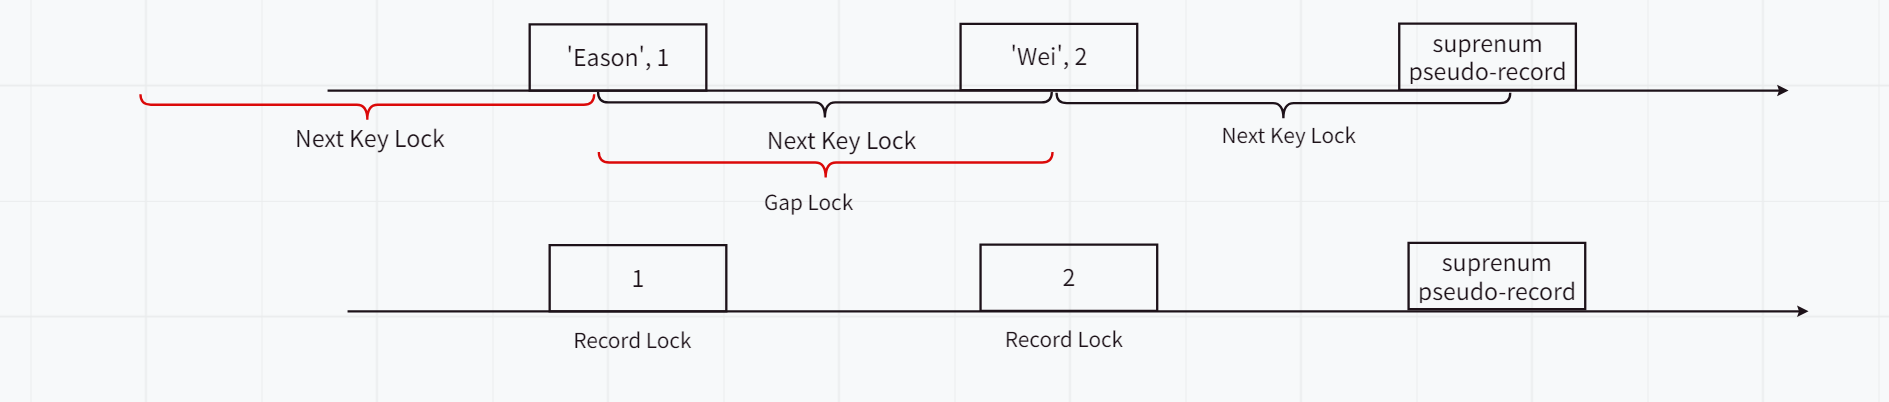 'Eason', 1
'Wei', 2
suprenum
pseudo-record
Next Key Lock
Next Key Lock
Next Key Lock
Gap Lock
1
2
suprenum
pseudo-record
Record Lock
Record Lock